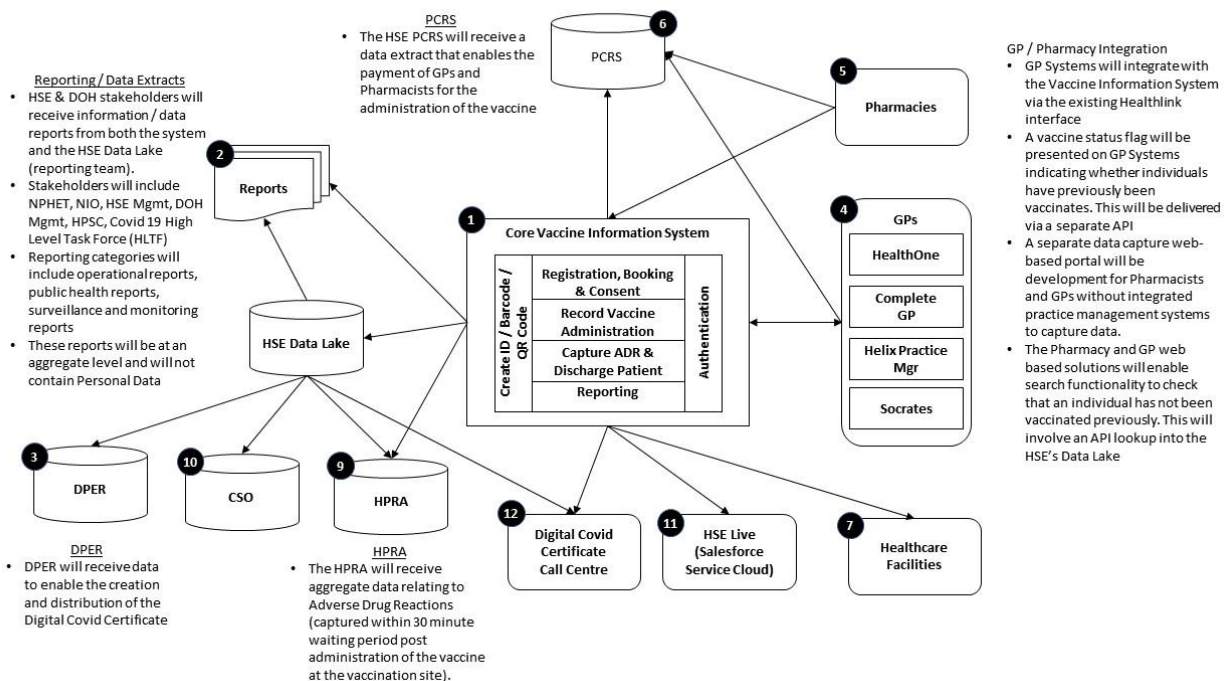 PCRS
• The HSE PCRS will receive a
data extract that enables the
payment of GPs and
Pharmacists for the
administration of the vaccine
6
PCRS
5
Pharmacies
Reporting / Data Extracts
• HSE & DOH stakeholders will
receive information / data
reports from both the system
and the HSE Data Lake
(reporting team).
• Stakeholders will include
NPHET, NIO, HSE Mgmt, DOH
Mgmt, HPSC, Covid 19 High
Level Task Force (HLTF)
• Reporting categories will
include operational reports,
public health reports,
surveillance and monitoring
reports
• These reports will be at an
aggregate level and will not
contain Personal Data
2
Reports
HSE Data Lake
1
Core Vaccine Information System
Create ID / Barcode /
QR Code
Registration, Booking
& Consent
Record Vaccine
Administration
Capture ADR &
Discharge Patient
Reporting
Authentication
4
GPs
HealthOne
Complete
GP
Helix Practice
Mgr
Socrates
GP / Pharmacy Integration
• GP Systems will integrate with
the Vaccine Information System
via the existing Healthlink
interface
• A vaccine status flag will be
presented on GP Systems
indicating whether individuals
have previously been
vaccinates. This will be delivered
via a separate API
• A separate data capture web-
based portal will be
development for Pharmacists
and GPs without integrated
practice management systems
to capture data.
• The Pharmacy and GP web
based solutions will enable
search functionality to check
that an individual has not been
vaccinated previously. This will
involve an API lookup into the
HSE's Data Lake
3
DPER
10
CSO
9
HPRA
12
Digital Covid
Certificate
Call Centre
11
HSE Live
(Salesforce
Service Cloud)
7
Healthcare
Facilities
DPER
• DPER will receive data
to enable the creation
and distribution of the
Digital Covid Certificate
HPRA
• The HPRA will receive
aggregate data relating to
Adverse Drug Reactions
(captured within 30 minute
waiting period post
administration of the vaccine
at the vaccination site).